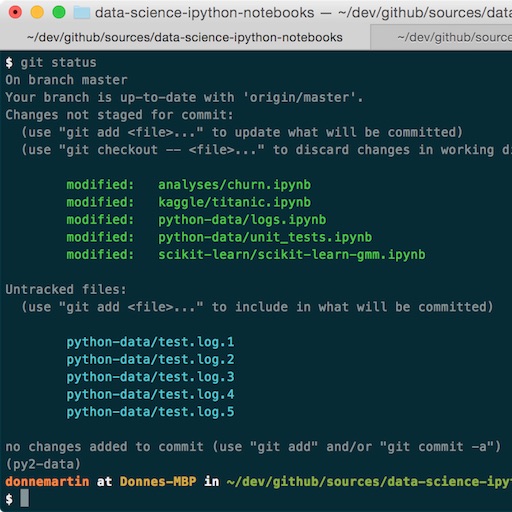 data-science-ipython-notebooks — ~/dev/github/sources/data
~/dev/github/sources/data-science-ipython-notebooks ~/dev/github/source
$ git status
On branch master
Your branch is up-to-date with 'origin/master'.
Changes not staged for commit:
  (use "git add <file>..." to update what will be committed)
  (use "git checkout -- <file>..." to discard changes in working di
        modified:   analyses/churn.ipynb
        modified:   kaggle/titanic.ipynb
        modified:   python-data/logs.ipynb
        modified:   python-data/unit_tests.ipynb
        modified:   scikit-learn/scikit-learn-gmm.ipynb
Untracked files:
  (use "git add <file>..." to include in what will be committed)
        python-data/test.log.1
        python-data/test.log.2
        python-data/test.log.3
        python-data/test.log.4
        python-data/test.log.5
no changes added to commit (use "git add" and/or "git commit -a")
(py2-data)
donnemartin at Donnes-MBP in ~/dev/github/sources/data-science-ipy
$